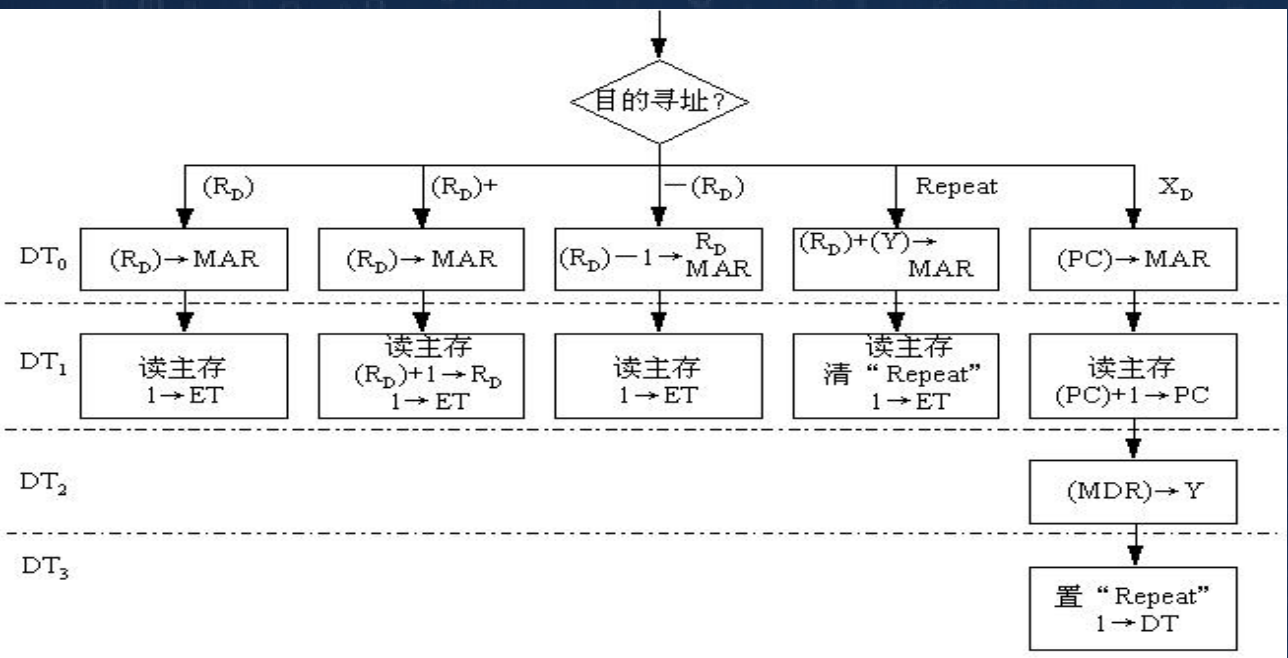 目的寻址?
(R_D)
(R_D)+
−(R_D)
Repeat
X_D
DT_0
(R_D)→MAR
(R_D)→MAR
(R_D)−1→R_D
MAR
(R_D)+(Y)→
MAR
(PC)→MAR
DT_1
读主存
1→ET
读主存
(R_D)+1→R_D
1→ET
读主存
1→ET
读主存
清“Repeat”
1→ET
读主存
(PC)+1→PC
DT_2
(MDR)→Y
DT_3
置“Repeat”
1→DT